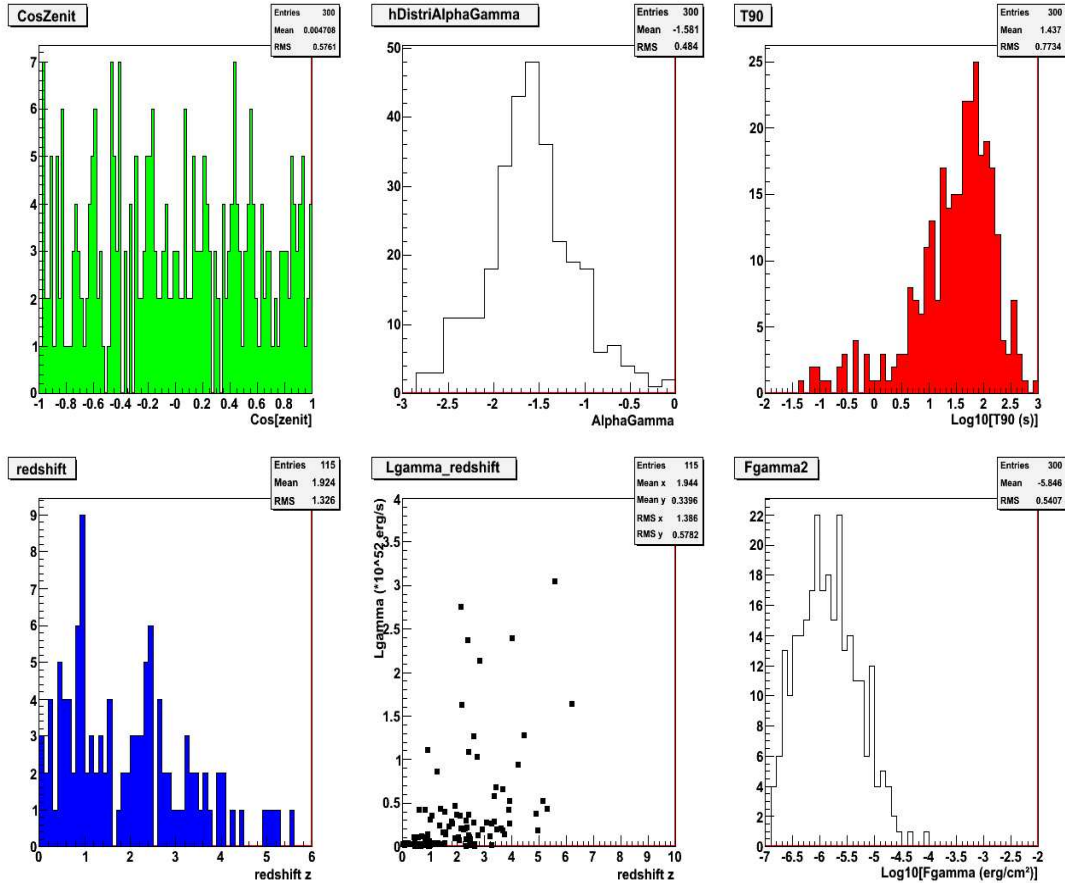 CosZenit
Entries 300
Mean 0.004708
RMS 0.5761
7
6
5
4
3
2
1
0
-1 -0.8 -0.6 -0.4 -0.2 -0 0.2 0.4 0.6 0.8 1
Cos[zenit]
hDistriAlphaGamma
Entries 300
Mean -1.581
RMS 0.484
50
40
30
20
10
0
-3 -2.5 -2 -1.5 -1 -0.5 0
AlphaGamma
T90
Entries 300
Mean 1.437
RMS 0.7734
25
20
15
10
5
0
-2 -1.5 -1 -0.5 0 0.5 1 1.5 2 2.5 3
Log10[T90 (s)]
redshift
Entries 115
Mean 1.924
RMS 1.326
9
8
7
6
5
4
3
2
1
0
0 1 2 3 4 5 6
redshift z
Lgamma_redshift
Entries 115
Mean x 1.944
Mean y 0.3396
RMS x 1.386
RMS y 0.5782
Lgamma (*10^52 erg/s)
4
3.5
3
2.5
2
1.5
1
0.5
0
0 1 2 3 4 5 6 7 8 9 10
redshift z
Fgamma2
Entries 300
Mean -5.846
RMS 0.5407
22
20
18
16
14
12
10
8
6
4
2
0
-7 -6.5 -6 -5.5 -5 -4.5 -4 -3.5 -3 -2.5 -2
Log10[Fgamma (erg/cm²)]